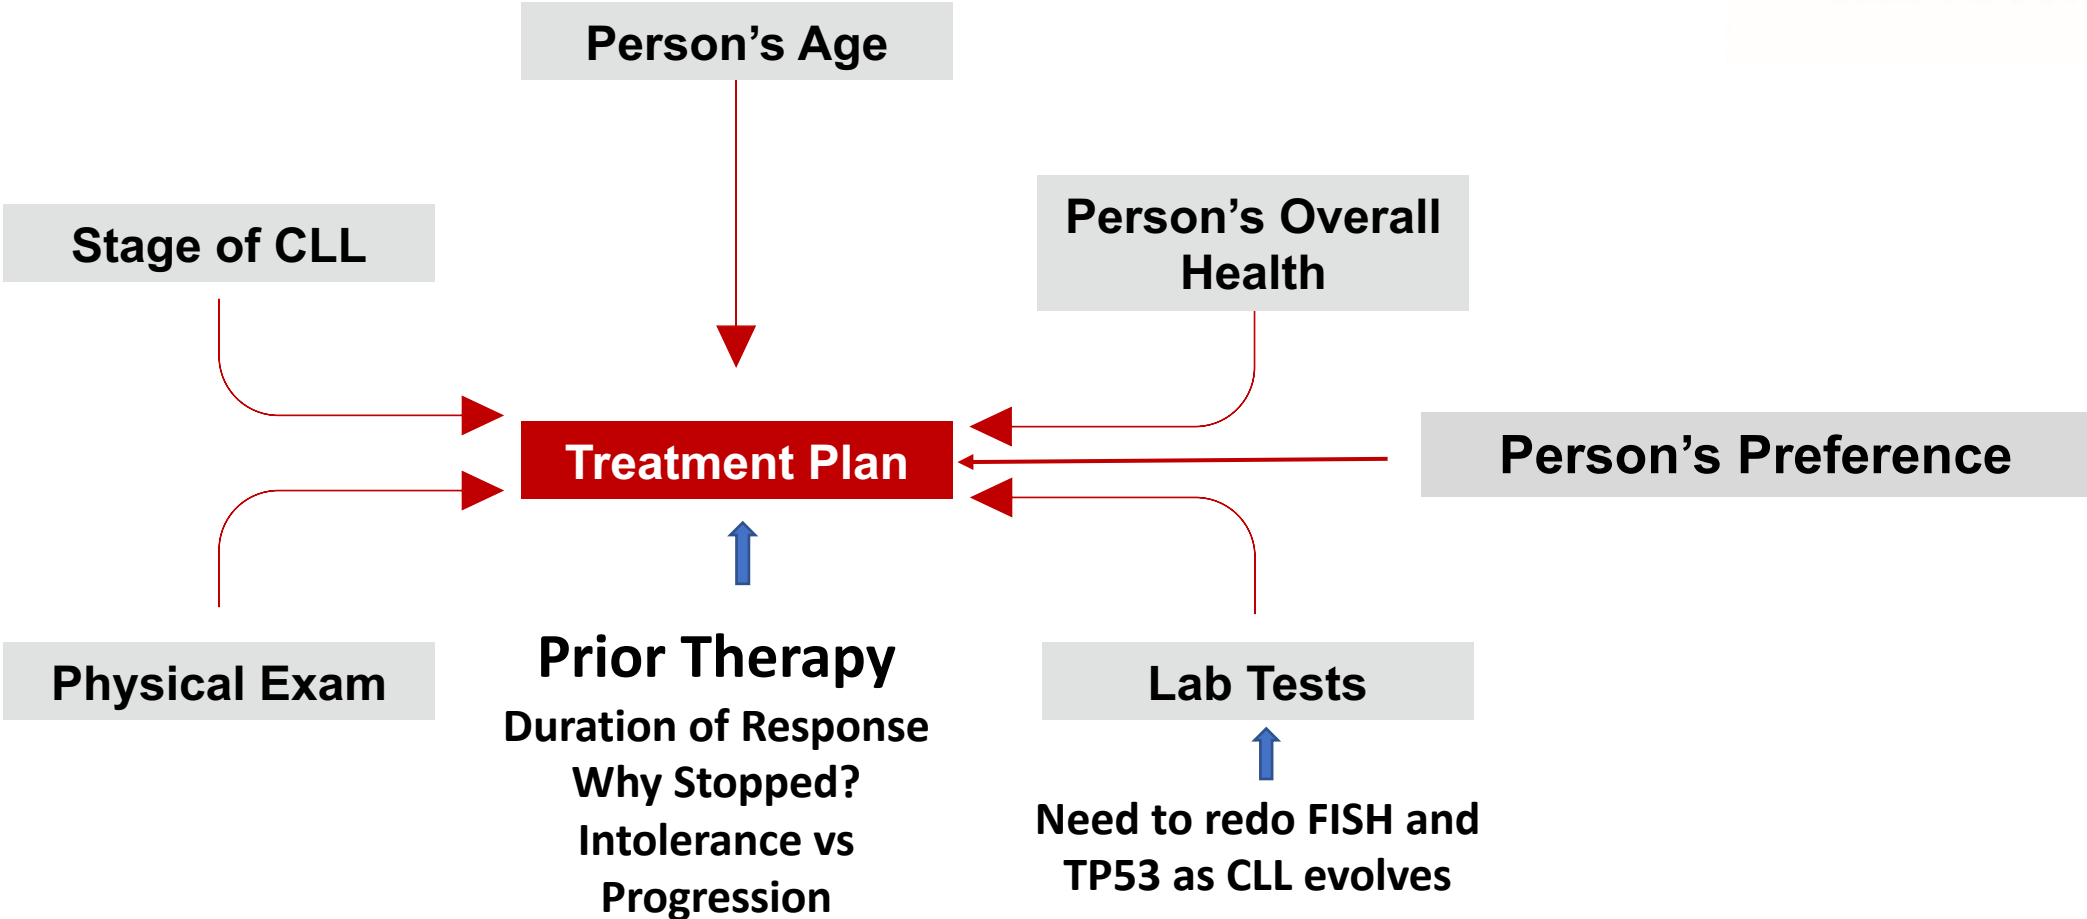 Person’s Age
Stage of CLL
Person’s Overall
Health
Treatment Plan
Person’s Preference
Physical Exam
Prior Therapy
Duration of Response
Why Stopped?
Intolerance vs
Progression
Lab Tests
Need to redo FISH and
TP53 as CLL evolves